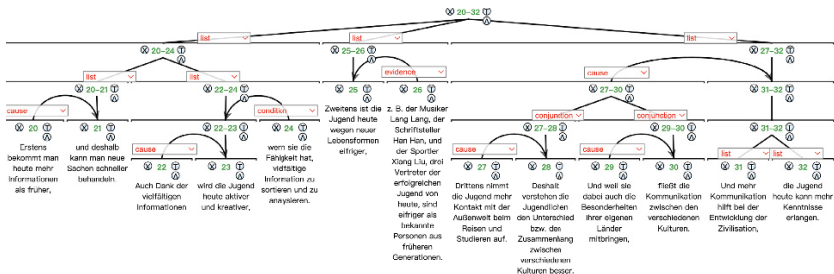 20-32
list
list
list
20-24
25-26
27-32
list
list
evidence
cause
20-21
22-24
25
26
27-30
31-32
cause
condition
conjunction
conjunction
20
21
22-23
24
27-28
29-30
31-32
cause
cause
cause
list
list
22
23
27
28
29
30
31
32
Erstens
bekommt man
heute mehr
Informationen
als früher,
und deshalb
kann man neue
Sachen schneller
behandeln.
Auch Dank der
vielfältigen
Informationen
wird die Jugend
heute aktiver
und kreativer,
wern sie die
Fähigkeit hat,
vidfätige
Information zu
sortieren und zu
anaysieren.
Zweitens ist die
Jugend heute
wegen neuer
Lebensformen
eifriger,
z. B. der Musiker
Lang Lang, der
Schriftsteller
Han Han, und
der Sportler
Xiang Liu, drei
Vertreter der
erfolgreichen
Jugend von
heute, sind
eifriger als
bekannte
Personen aus
früheren
Generationen.
Drittens nimmt
die Jugend mehr
Kontakt mit der
Außenwelt beim
Reisen und
Studieren auf.
Deshalt
verstehen die
Jugendlichen
den Unterschied
bzw. den
Zusammenlang
zwischen
verschiedenen
Kulturen besser.
Und weil sie
dabei auch die
Besonderheiten
ihrer eigenen
Länder
mitbringen,
fließt die
Kommunikation
zwischen den
verschiedenen
Kulturen.
Und mehr
Kommunikation
hilft bei der
Entwicklung der
Zivilisation,
die Jugend
heute kann mehr
Kenntnisse
erlangen.